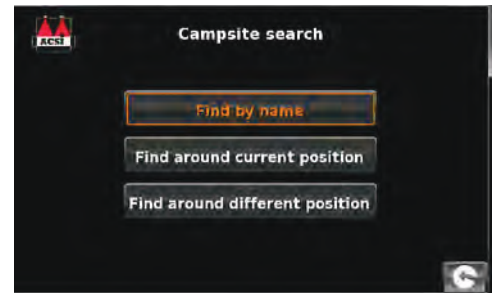 ACSI
Campsite search
Find by name
Find around current position
Find around different position